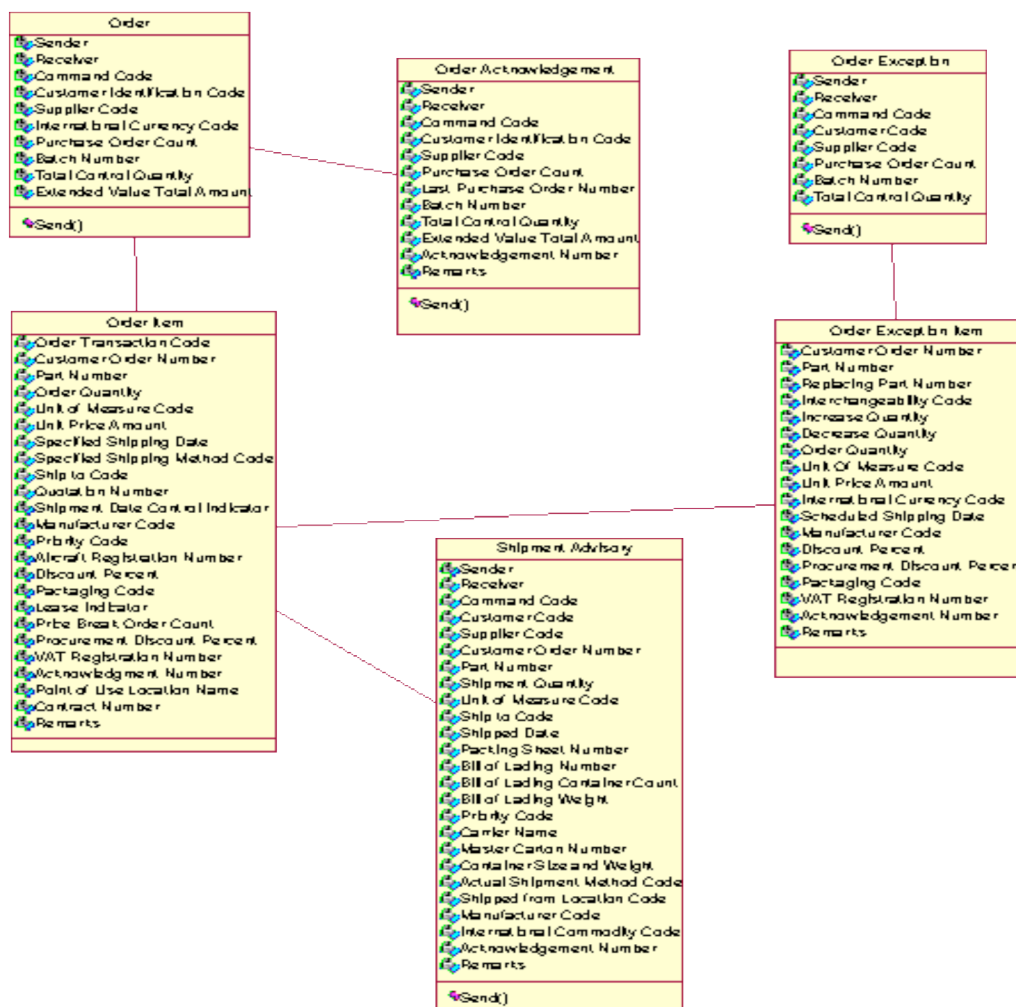 Order
Sender
Receiver
Command Code
Customer Identification Code
Supplier Code
International Currency Code
Purchase Order Count
Batch Number
Total Control Quantity
Extended Value Total Amount
Send()
Order Acknowledgement
Sender
Receiver
Command Code
Customer Identification Code
Supplier Code
Purchase Order Count
Last Purchase Order Number
Batch Number
Total Control Quantity
Extended Value Total Amount
Acknowledgement Number
Remarks
Send()
Order Exception
Sender
Receiver
Command Code
Customer Code
Supplier Code
Purchase Order Count
Batch Number
Total Control Quantity
Send()
Order Item
Order Transaction Code
Customer Order Number
Part Number
Order Quantity
Unit of Measure Code
Unit Price Amount
Specified Shipping Date
Specified Shipping Method Code
Ship to Code
Quotation Number
Shipment Date Control Indicator
Manufacturer Code
Priority Code
Aircraft Registration Number
Discount Percent
Packaging Code
Lease Indicator
Price Break Order Count
Procurement Discount Percent
VAT Registration Number
Acknowledgment Number
Point of Use Location Name
Contract Number
Remarks
Order Exception Item
Customer Order Number
Part Number
Replacing Part Number
Interchangeability Code
Increase Quantity
Decrease Quantity
Order Quantity
Unit Of Measure Code
Unit Price Amount
International Currency Code
Scheduled Shipping Date
Manufacturer Code
Discount Percent
Procurement Discount Percen
Packaging Code
VAT Registration Number
Acknowledgement Number
Remarks
Shipment Advisory
Sender
Receiver
Command Code
Customer Code
Supplier Code
Customer Order Number
Part Number
Shipment Quantity
Unit of Measure Code
Ship to Code
Shipped Date
Packing Sheet Number
Bill of Lading Number
Bill of Lading Container Count
Bill of Lading Weight
Priority Code
Carrier Name
Master Carton Number
Container Size and Weight
Actual Shipment Method Code
Shipped from Location Code
Manufacturer Code
International Commodity Code
Acknowledgement Number
Remarks
Send()